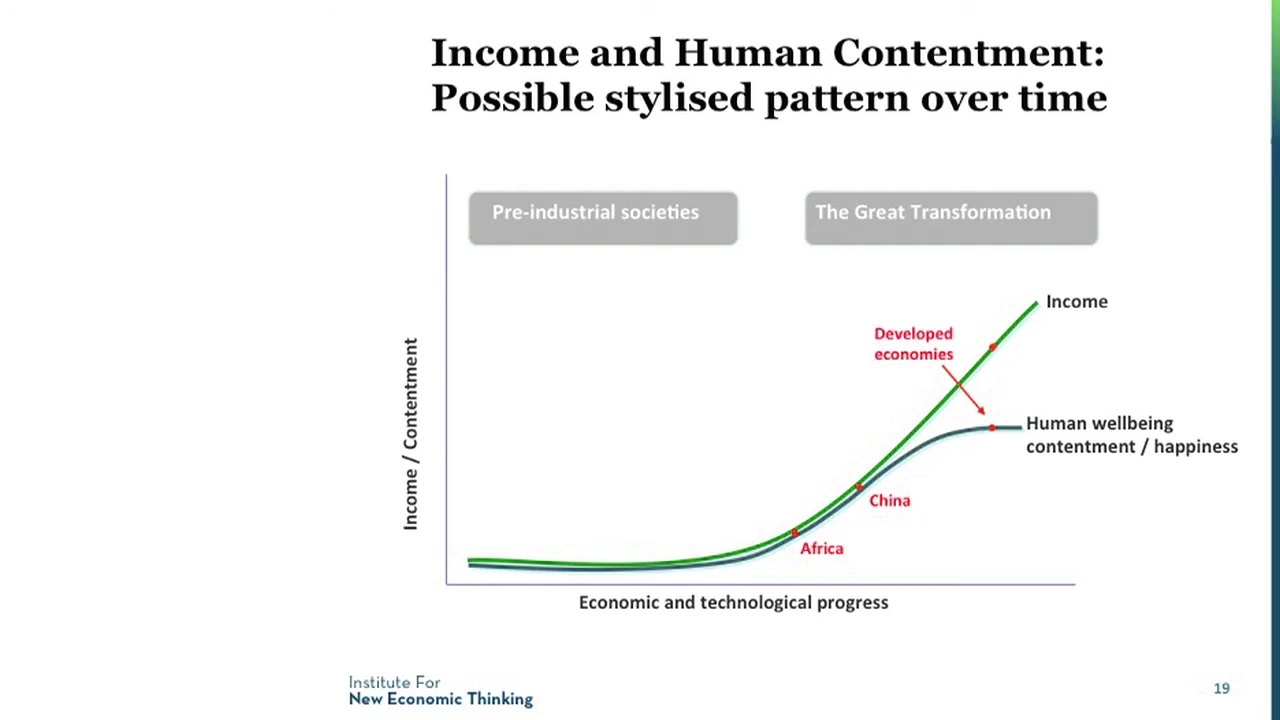 Income and Human Contentment:
Possible stylised pattern over time
Pre-industrial societies
The Great Transformation
Income
Developed
economies
Human wellbeing
contentment / happiness
China
Africa
Income / Contentment
Economic and technological progress
Institute For
New Economic Thinking
19